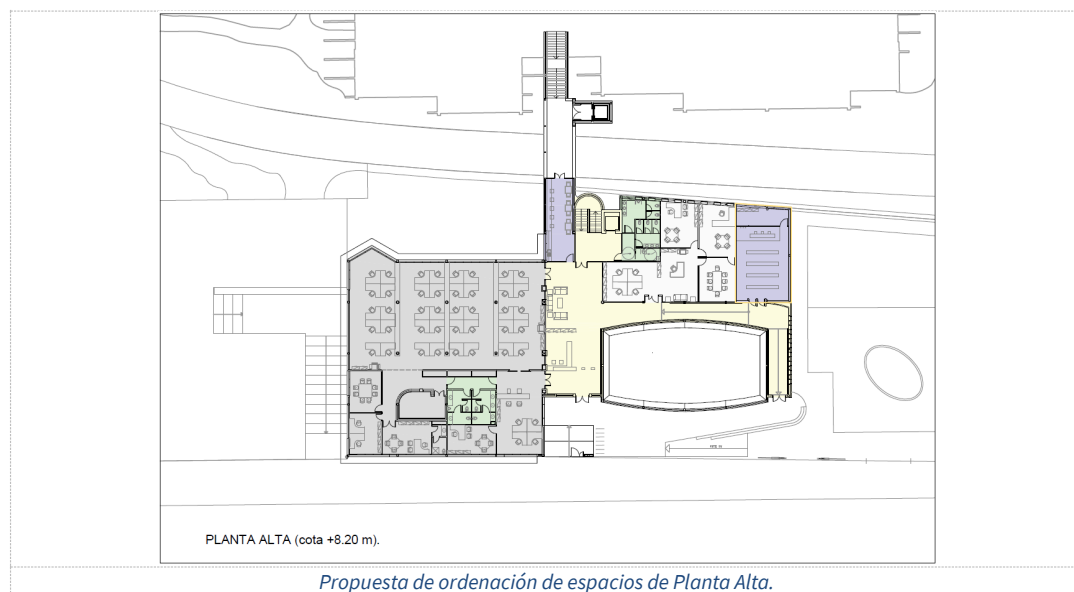 PLANTA ALTA (cota +8.20 m).
Propuesta de ordenación de espacios de Planta Alta.